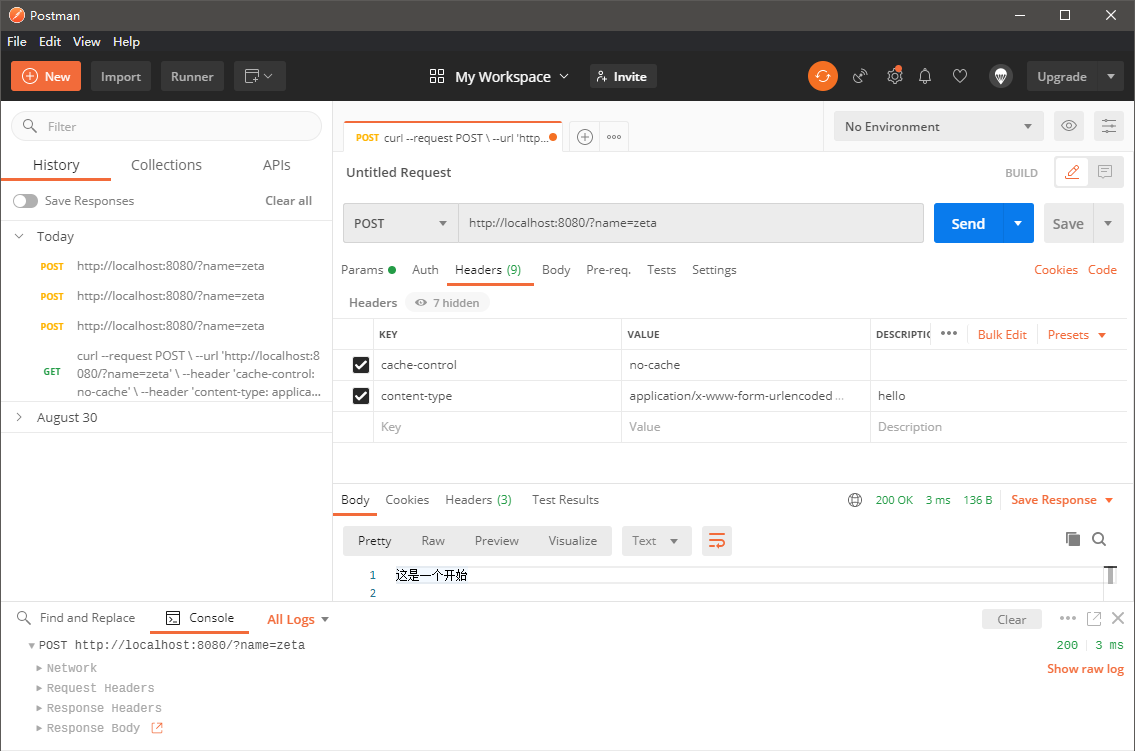 Postman
File Edit View Help
New Import Runner My Workspace Invite Upgrade
Filter
History Collections APIs
Save Responses Clear all
Today
POST http://localhost:8080/?name=zeta
POST http://localhost:8080/?name=zeta
POST http://localhost:8080/?name=zeta
GET curl --request POST \ --url 'http://localhost:8
080/?name=zeta' \ --header 'cache-control:
no-cache' \ --header 'content-type: applica...
August 30
POST curl --request POST \ --url 'http...
No Environment
Untitled Request BUILD
POST http://localhost:8080/?name=zeta Send Save
Params Auth Headers (9) Body Pre-req. Tests Settings Cookies Code
Headers 7 hidden
KEY VALUE DESCRIPTIO ••• Bulk Edit Presets
cache-control no-cache
content-type application/x-www-form-urlencoded ... hello
Key Value Description
Body Cookies Headers (3) Test Results 200 OK 3 ms 136 B Save Response
Pretty Raw Preview Visualize Text
1 这是一个开始
2
Find and Replace Console All Logs Clear
POST http://localhost:8080/?name=zeta 200 3 ms
Network Show raw log
Request Headers
Response Headers
Response Body